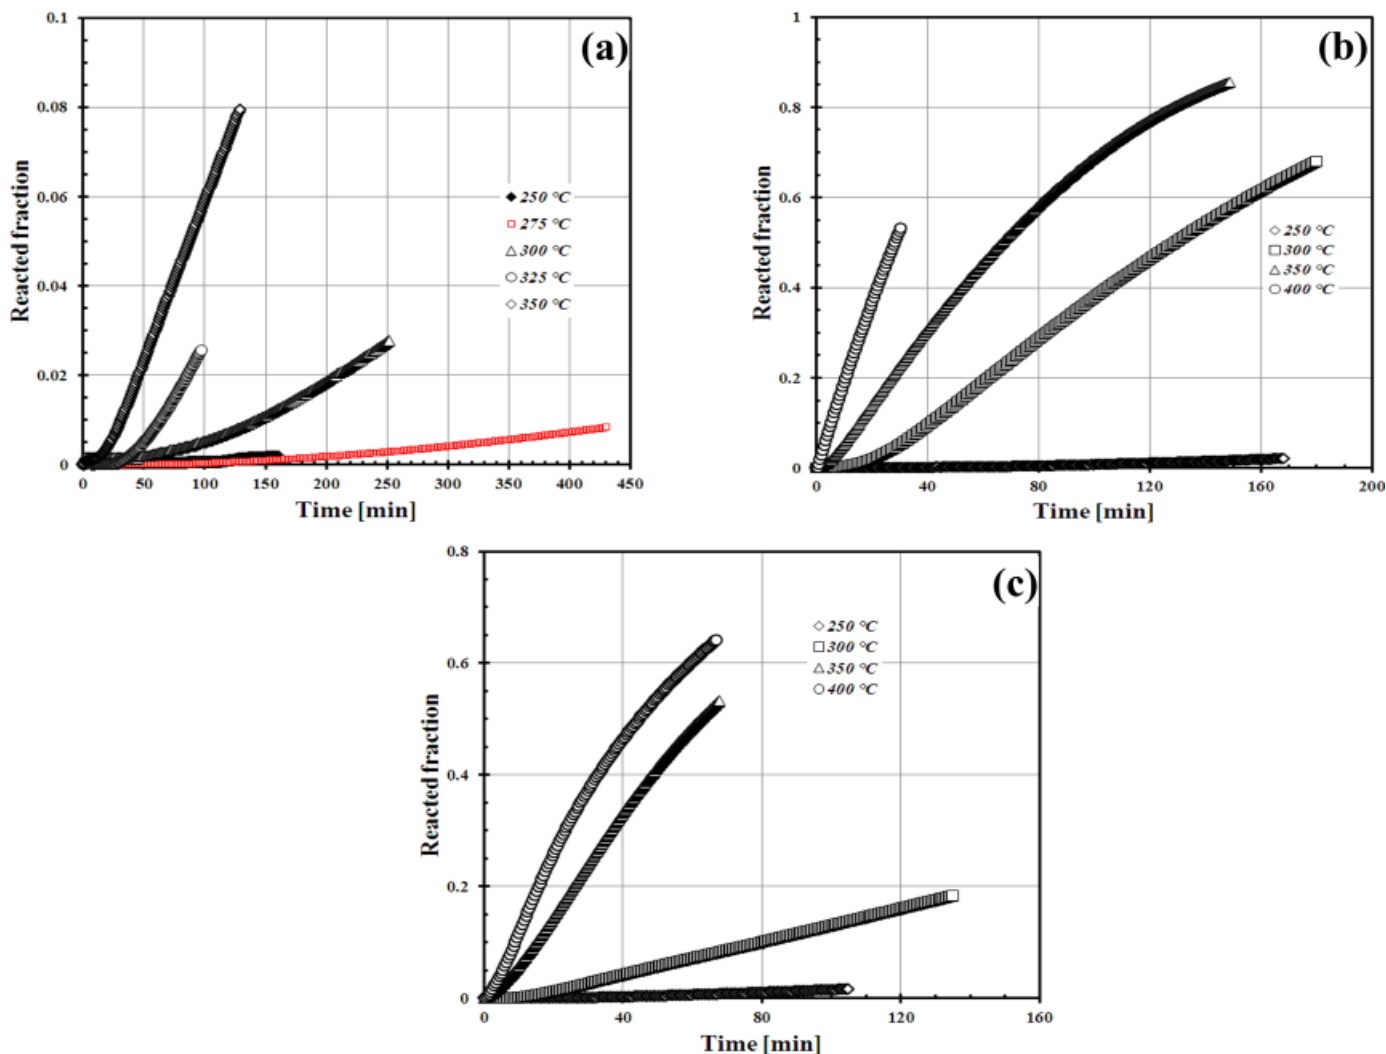 (a)
Reacted fraction
0.1
0.08
0.06
0.04
0.02
0
250 °C
275 °C
300 °C
325 °C
350 °C
0 50 100 150 200 250 300 350 400 450
Time [min]
(b)
Reacted fraction
1
0.8
0.6
0.4
0.2
0
250 °C
300 °C
350 °C
400 °C
0 40 80 120 160 200
Time [min]
(c)
Reacted fraction
0.8
0.6
0.4
0.2
0
250 °C
300 °C
350 °C
400 °C
0 40 80 120 160
Time [min]